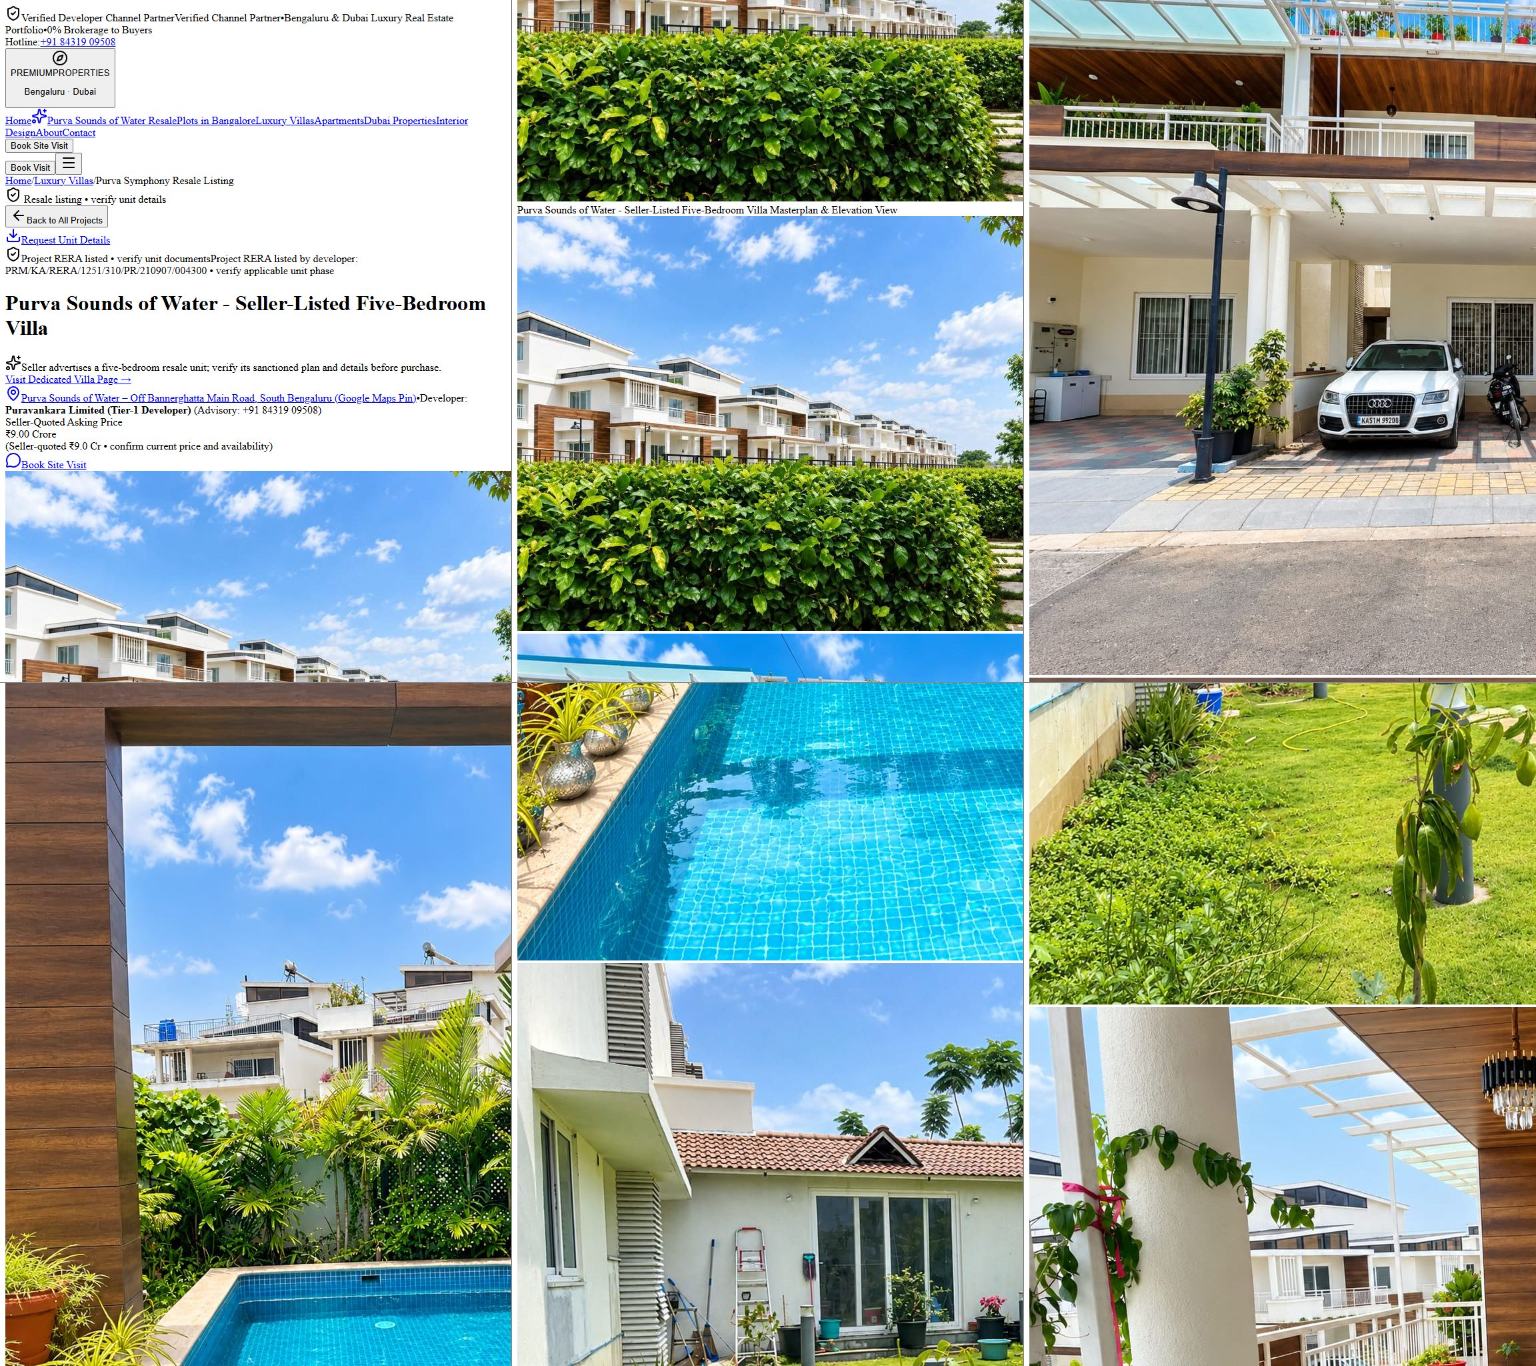 Verified Developer Channel PartnerVerified Channel Partner•Bengaluru & Dubai Luxury Real Estate
Portfolio•0% Brokerage to Buyers
Hotline:+91 84319 09508
PREMIUMPROPERTIES
Bengaluru · Dubai
HomePurva Sounds of Water ResalePlots in BangaloreLuxury VillasApartmentsDubai PropertiesInterior
DesignAboutContact
Book Site Visit
Book Visit
Home/Luxury Villas/Purva Symphony Resale Listing
Resale listing • verify unit details
Back to All Projects
Request Unit Details
Project RERA listed • verify unit documentsProject RERA listed by developer:
PRM/KA/RERA/1251/310/PR/210907/004300 • verify applicable unit phase
Purva Sounds of Water - Seller-Listed Five-Bedroom
Villa
Seller advertises a five-bedroom resale unit; verify its sanctioned plan and details before purchase.
Visit Dedicated Villa Page →
Purva Sounds of Water – Off Bannerghatta Main Road, South Bengaluru (Google Maps Pin)•Developer:
Puravankara Limited (Tier-1 Developer) (Advisory: +91 84319 09508)
Seller-Quoted Asking Price
₹9.00 Crore
(Seller-quoted ₹9.0 Cr • confirm current price and availability)
Book Site Visit
Purva Sounds of Water - Seller-Listed Five-Bedroom Villa Masterplan & Elevation View